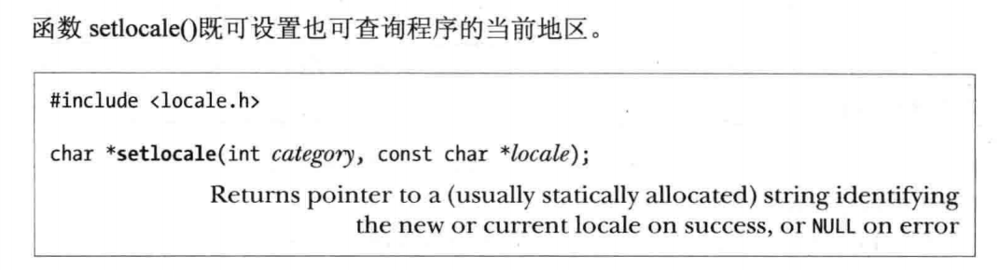 函数 setlocale()既可设置也可查询程序的当前地区。
#include <locale.h>
char *setlocale(int category, const char *locale);
Returns pointer to a (usually statically allocated) string identifying
the new or current locale on success, or NULL on error